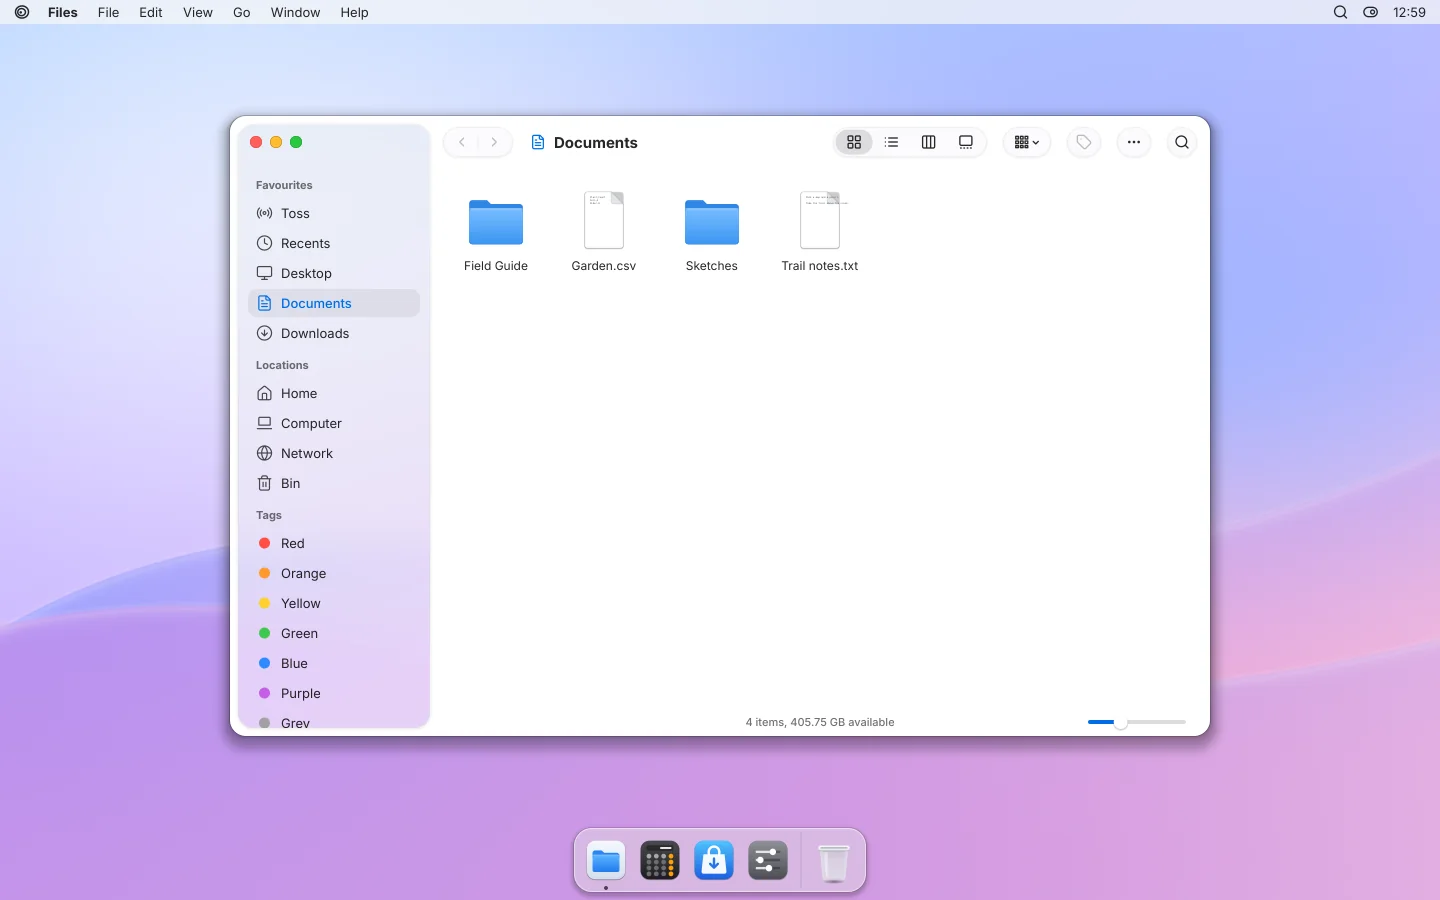 Files File Edit View Go Window Help 12:59
Documents
Favourites
Toss
Recents
Desktop
Documents
Downloads
Locations
Home
Computer
Network
Bin
Tags
Red
Orange
Yellow
Green
Blue
Purple
Grey
Field Guide
Garden.csv
Sketches
Trail notes.txt
4 items, 405.75 GB available